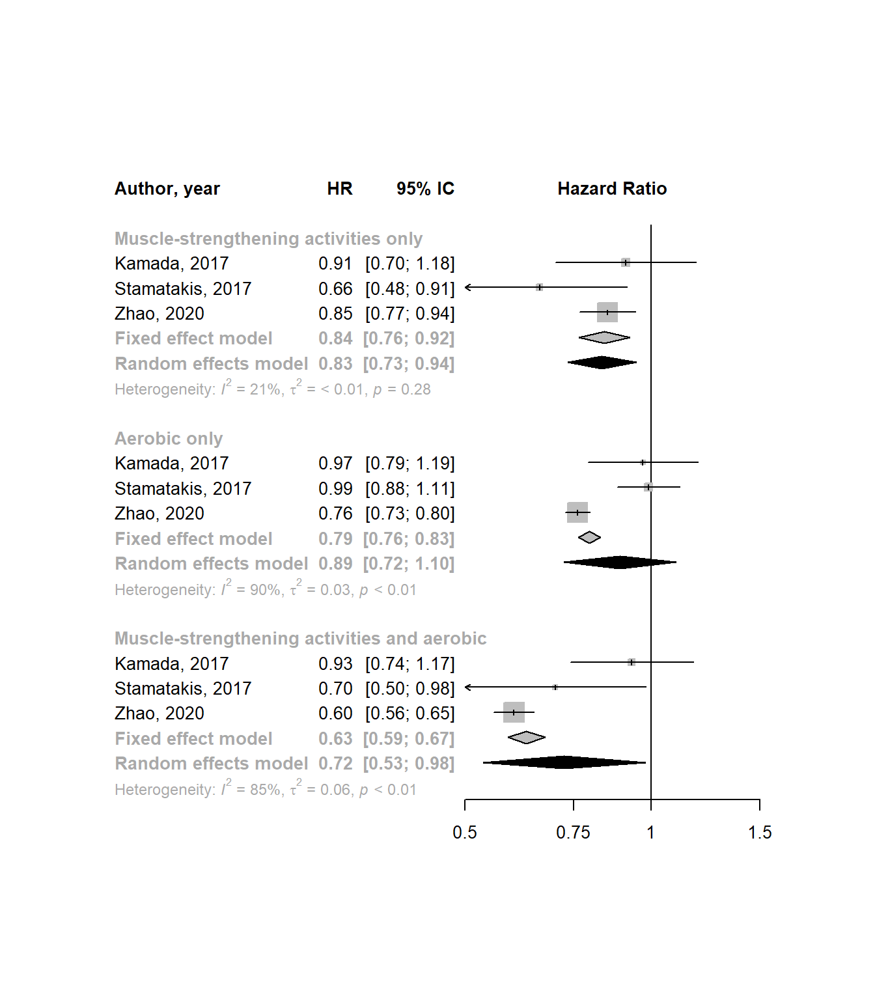 Author, year HR 95% IC Hazard Ratio
Muscle-strengthening activities only
Kamada, 2017 0.91 [0.70; 1.18]
Stamatakis, 2017 0.66 [0.48; 0.91]
Zhao, 2020 0.85 [0.77; 0.94]
Fixed effect model 0.84 [0.76; 0.92]
Random effects model 0.83 [0.73; 0.94]
Heterogeneity: I² = 21%, τ² = < 0.01, p = 0.28
Aerobic only
Kamada, 2017 0.97 [0.79; 1.19]
Stamatakis, 2017 0.99 [0.88; 1.11]
Zhao, 2020 0.76 [0.73; 0.80]
Fixed effect model 0.79 [0.76; 0.83]
Random effects model 0.89 [0.72; 1.10]
Heterogeneity: I² = 90%, τ² = 0.03, p < 0.01
Muscle-strengthening activities and aerobic
Kamada, 2017 0.93 [0.74; 1.17]
Stamatakis, 2017 0.70 [0.50; 0.98]
Zhao, 2020 0.60 [0.56; 0.65]
Fixed effect model 0.63 [0.59; 0.67]
Random effects model 0.72 [0.53; 0.98]
Heterogeneity: I² = 85%, τ² = 0.06, p < 0.01
0.5 0.75 1 1.5